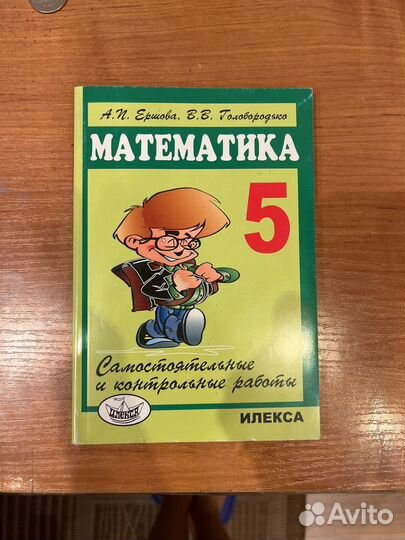 А.П. Ершова, В.В. Голобородько
МАТЕМАТИКА
5
Самостоятельные
и контрольные работы
ИЛЕКСА
ИЛЕКСА
Avito